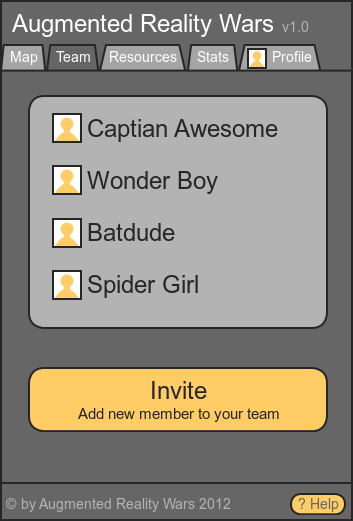 Augmented Reality Wars v1.0
Map Team Resources Stats Profile
Captian Awesome
Wonder Boy
Batdude
Spider Girl
Invite
Add new member to your team
© by Augmented Reality Wars 2012 ? Help